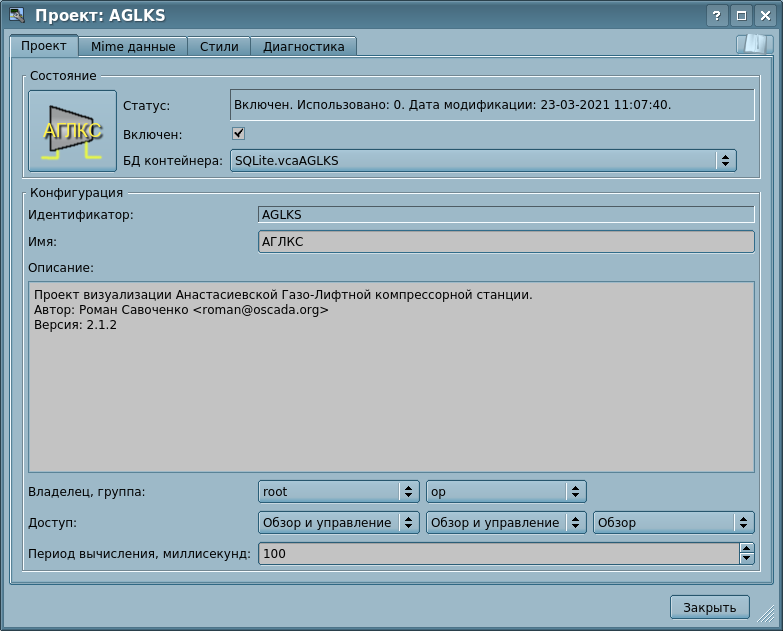 Проект: AGLKS
?
Проект
Mime данные
Стили
Диагностика
Состояние
АГЛКС
Статус:
Включен. Использовано: 0. Дата модификации: 23-03-2021 11:07:40.
Включен:
БД контейнера:
SQLite.vcaAGLKS
Конфигурация
Идентификатор:
AGLKS
Имя:
АГЛКС
Описание:
Проект визуализации Анастасиевской Газо-Лифтной компрессорной станции.
Автор: Роман Савоченко <roman@oscada.org>
Версия: 2.1.2
Владелец, группа:
root
op
Доступ:
Обзор и управление
Обзор и управление
Обзор
Период вычисления, миллисекунд:
100
Закрыть